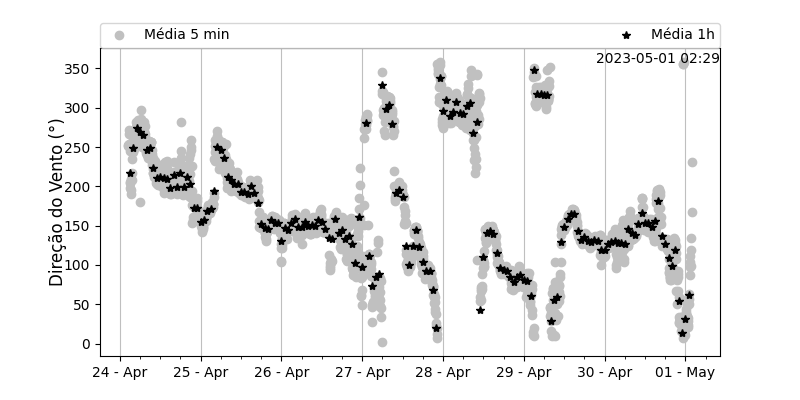 Média 5 min
Média 1h
2023-05-01 02:29
Direção do Vento (°)
350
300
250
200
150
100
50
0
24 - Apr
25 - Apr
26 - Apr
27 - Apr
28 - Apr
29 - Apr
30 - Apr
01 - May